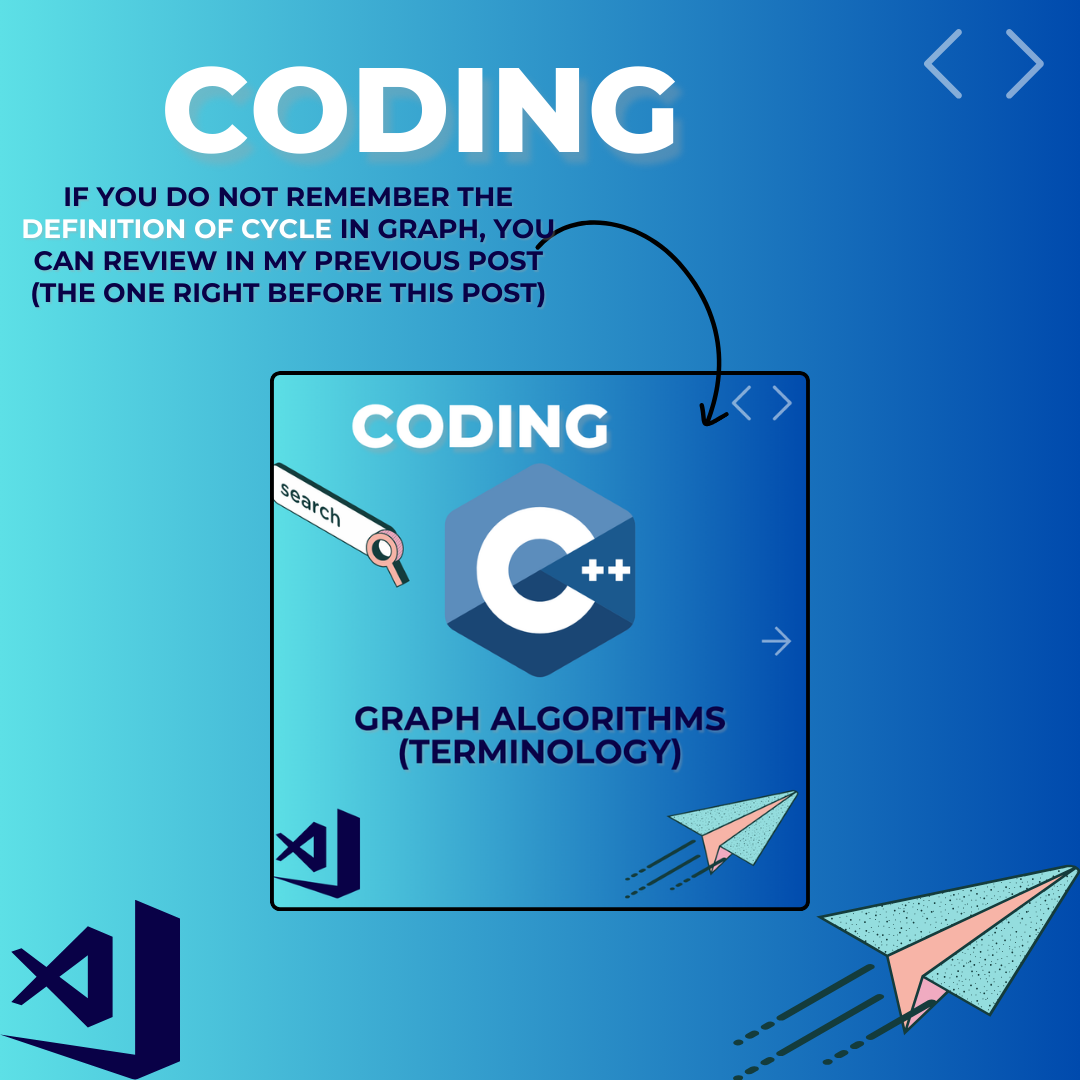 CODING
IF YOU DO NOT REMEMBER THE
DEFINITION OF CYCLE IN GRAPH, YOU
CAN REVIEW IN MY PREVIOUS POST
(THE ONE RIGHT BEFORE THIS POST)
CODING
search
C++
GRAPH ALGORITHMS
(TERMINOLOGY)